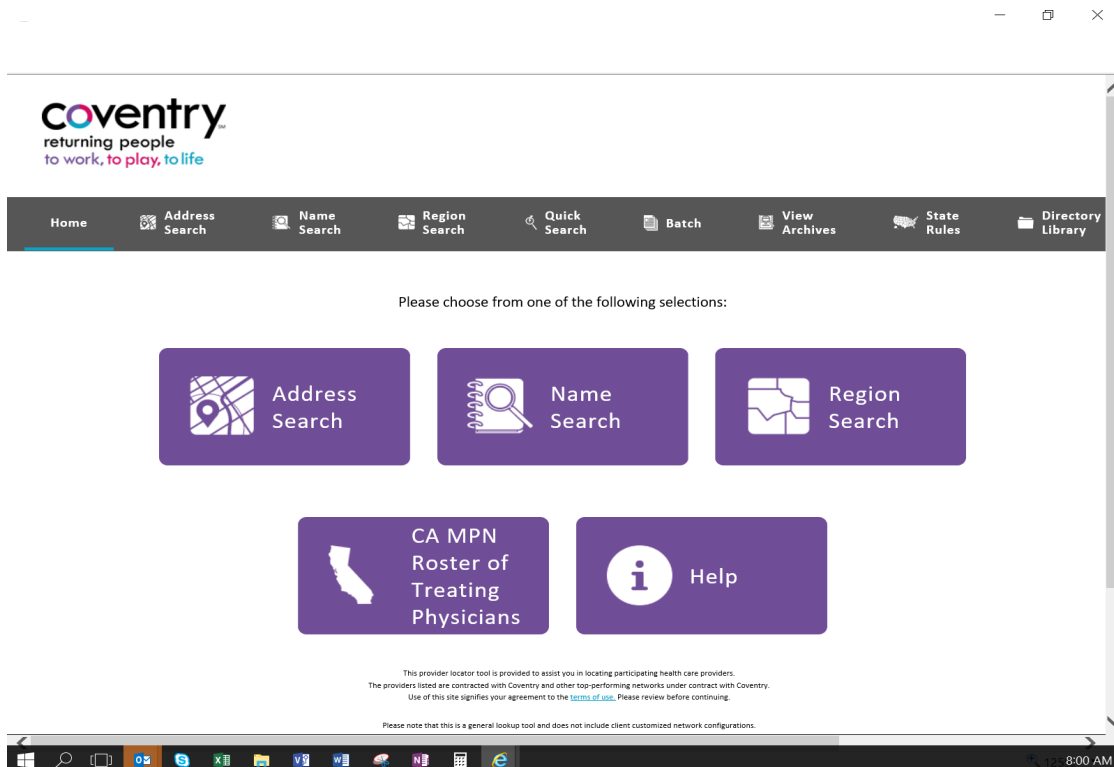 coventry
returning people
to work, to play, to life
Home
Address Search
Name Search
Region Search
Quick Search
Batch
View Archives
State Rules
Directory Library
Please choose from one of the following selections:
Address
Search
Name
Search
Region
Search
CA MPN
Roster of
Treating
Physicians
Help
This provider locator tool is provided to assist you in locating participating health care providers.
The providers listed are contracted with Coventry and other top-performing networks under contract with Coventry.
Use of this site signifies your agreement to the terms of use. Please review before continuing.
Please note that this is a general lookup tool and does not include client customized network configurations.
8:00 AM